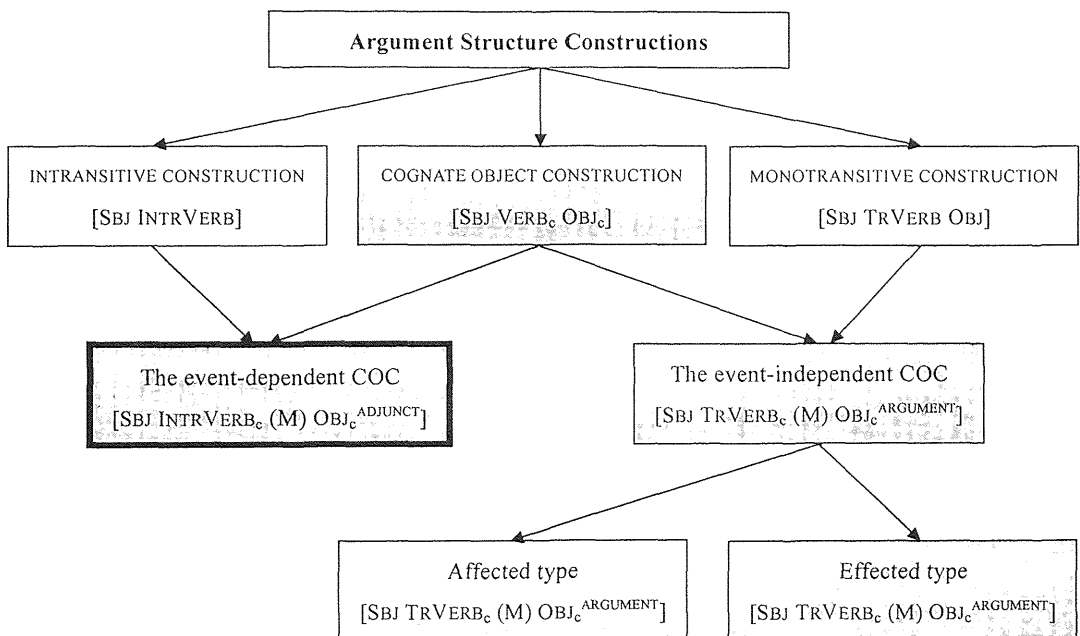 Argument Structure Constructions
INTRANSITIVE CONSTRUCTION
[SBJ INTRVERB]
COGNATE OBJECT CONSTRUCTION
[SBJ VERBc OBJc]
MONOTRANSITIVE CONSTRUCTION
[SBJ TRVERB OBJ]
The event-dependent COC
[SBJ INTRVERBc (M) OBJc^ADJUNCT]
The event-independent COC
[SBJ TRVERBc (M) OBJc^ARGUMENT]
Affected type
[SBJ TRVERBc (M) OBJc^ARGUMENT]
Effected type
[SBJ TRVERBc (M) OBJc^ARGUMENT]